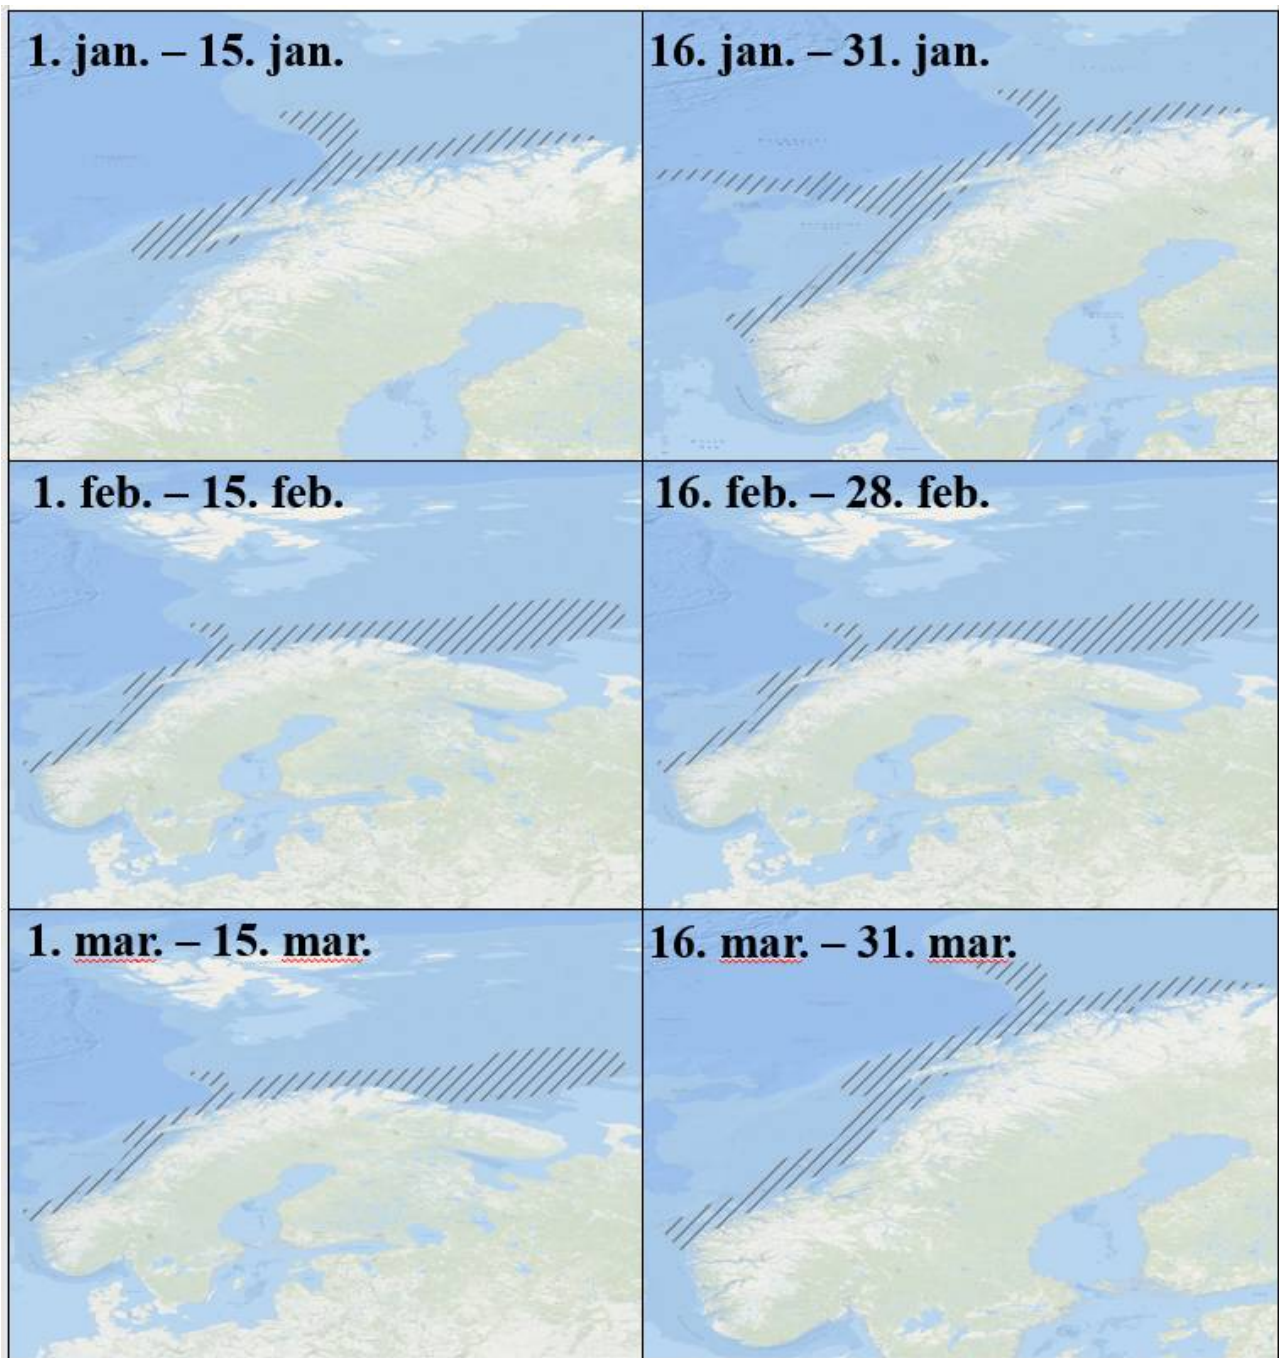 1. jan. – 15. jan.
16. jan. – 31. jan.
1. feb. – 15. feb.
16. feb. – 28. feb.
1. mar. – 15. mar.
16. mar. – 31. mar.